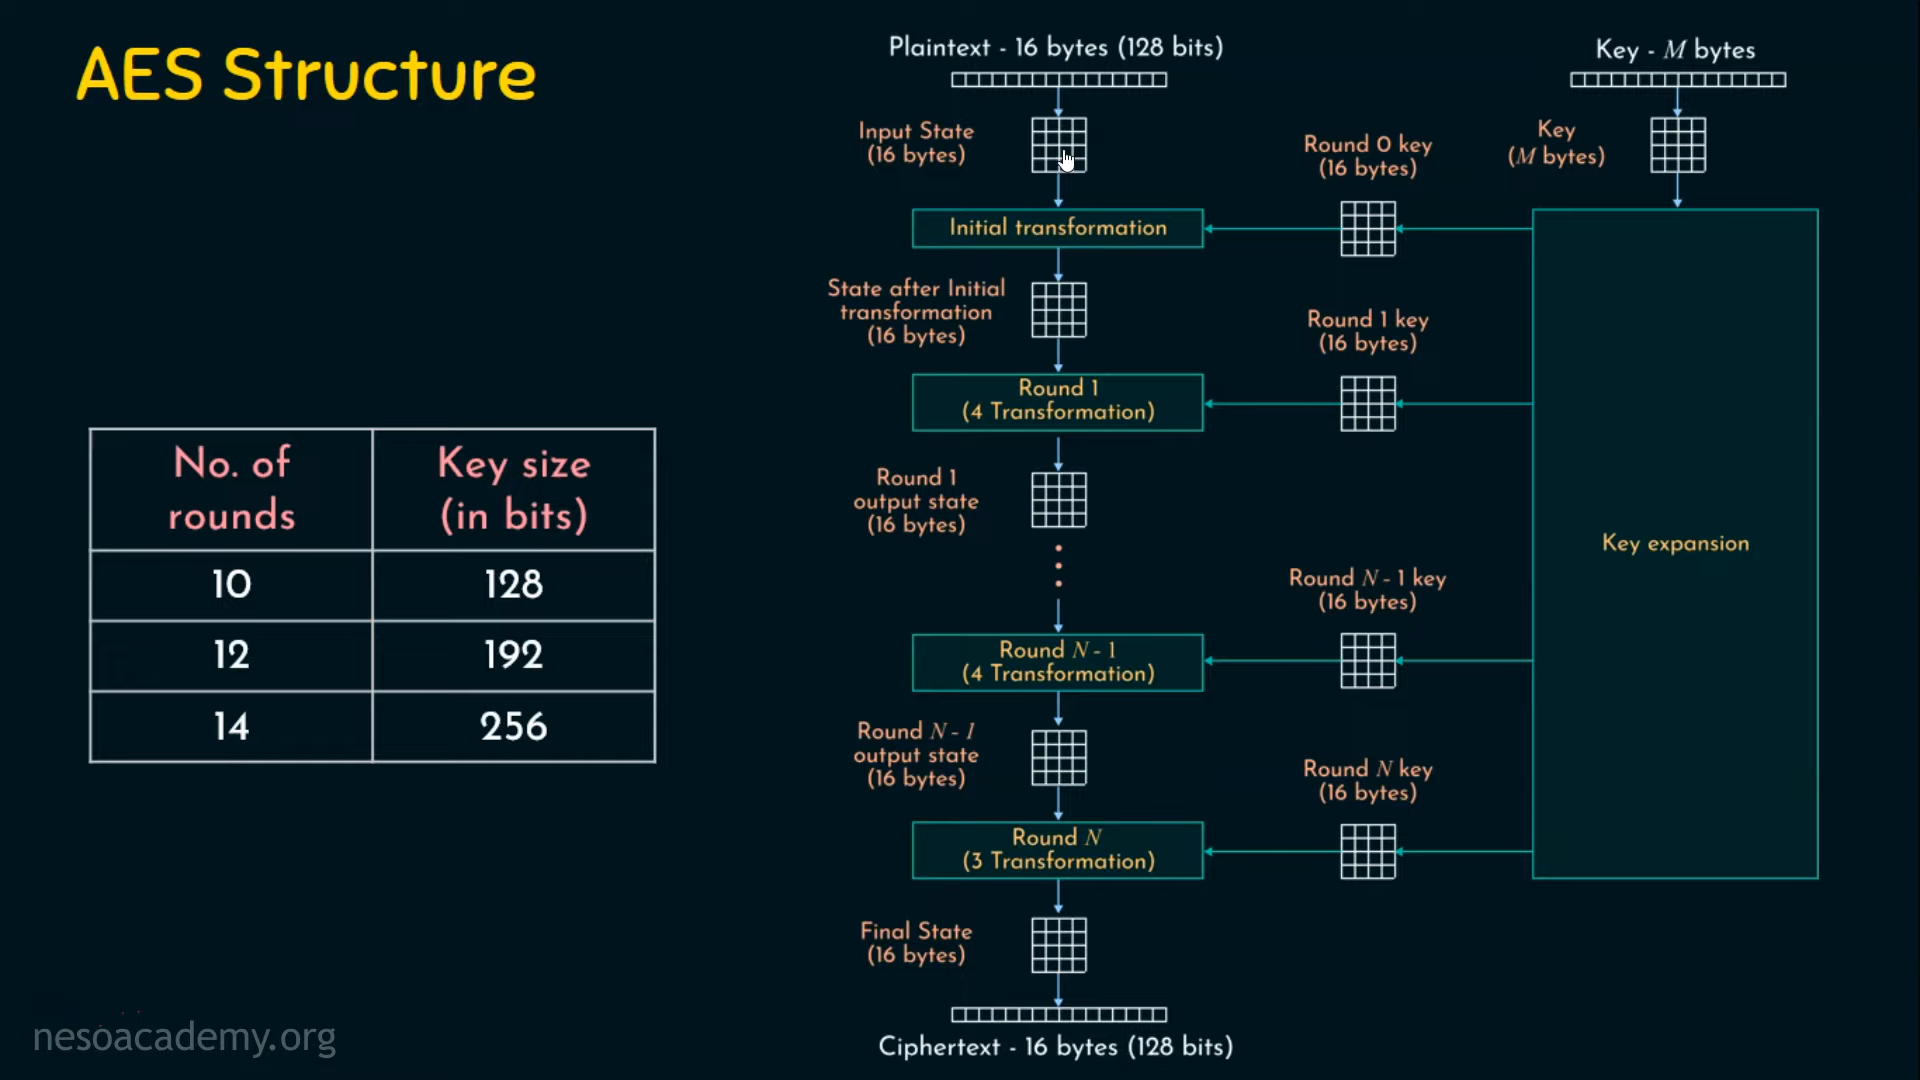 AES Structure
No. of
rounds
Key size
(in bits)
10
128
12
192
14
256
Plaintext - 16 bytes (128 bits)
Input State
(16 bytes)
Initial transformation
State after Initial
transformation
(16 bytes)
Round 1
(4 Transformation)
Round 1
output state
(16 bytes)
Round N - 1
(4 Transformation)
Round N - 1
output state
(16 bytes)
Round N
(3 Transformation)
Final State
(16 bytes)
Ciphertext - 16 bytes (128 bits)
Round 0 key
(16 bytes)
Round 1 key
(16 bytes)
Round N - 1 key
(16 bytes)
Round N key
(16 bytes)
Key - M bytes
Key
(M bytes)
Key expansion
nesoacademy.org